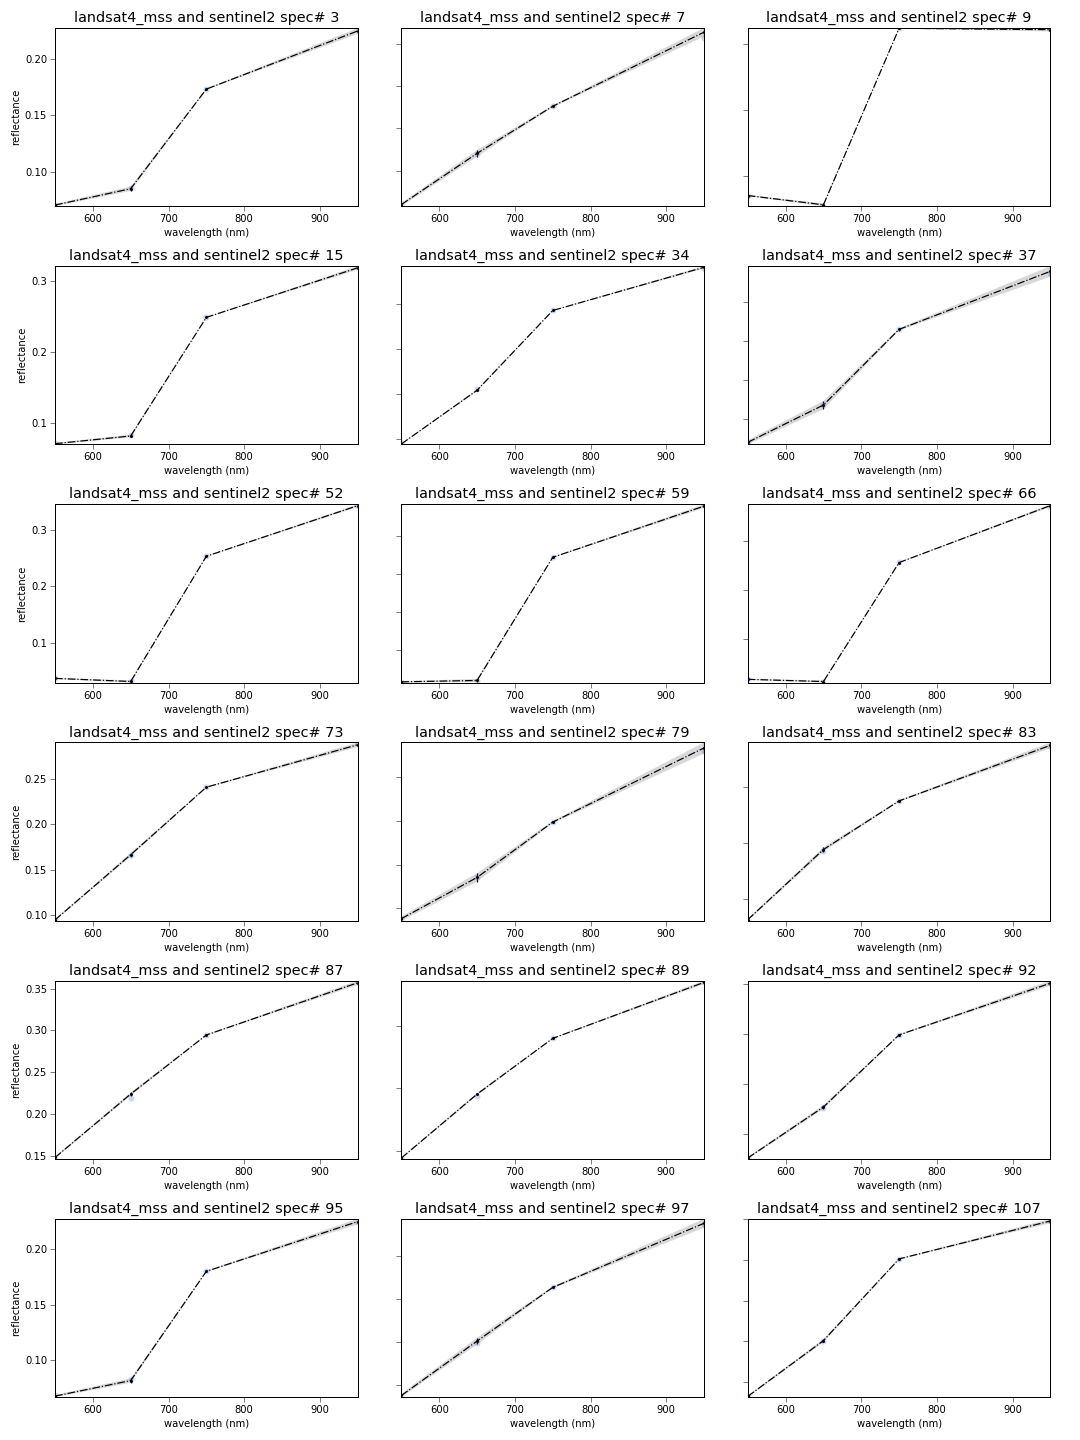 landsat4_mss and sentinel2 spec# 3
landsat4_mss and sentinel2 spec# 7
landsat4_mss and sentinel2 spec# 9
0.20
0.15
0.10
reflectance
600 700 800 900
600 700 800 900
600 700 800 900
wavelength (nm)
wavelength (nm)
wavelength (nm)
landsat4_mss and sentinel2 spec# 15
landsat4_mss and sentinel2 spec# 34
landsat4_mss and sentinel2 spec# 37
0.3
0.2
0.1
reflectance
600 700 800 900
600 700 800 900
600 700 800 900
wavelength (nm)
wavelength (nm)
wavelength (nm)
landsat4_mss and sentinel2 spec# 52
landsat4_mss and sentinel2 spec# 59
landsat4_mss and sentinel2 spec# 66
0.3
0.2
0.1
reflectance
600 700 800 900
600 700 800 900
600 700 800 900
wavelength (nm)
wavelength (nm)
wavelength (nm)
landsat4_mss and sentinel2 spec# 73
landsat4_mss and sentinel2 spec# 79
landsat4_mss and sentinel2 spec# 83
0.25
0.20
0.15
0.10
reflectance
600 700 800 900
600 700 800 900
600 700 800 900
wavelength (nm)
wavelength (nm)
wavelength (nm)
landsat4_mss and sentinel2 spec# 87
landsat4_mss and sentinel2 spec# 89
landsat4_mss and sentinel2 spec# 92
0.35
0.30
0.25
0.20
0.15
reflectance
600 700 800 900
600 700 800 900
600 700 800 900
wavelength (nm)
wavelength (nm)
wavelength (nm)
landsat4_mss and sentinel2 spec# 95
landsat4_mss and sentinel2 spec# 97
landsat4_mss and sentinel2 spec# 107
0.20
0.15
0.10
reflectance
600 700 800 900
600 700 800 900
600 700 800 900
wavelength (nm)
wavelength (nm)
wavelength (nm)